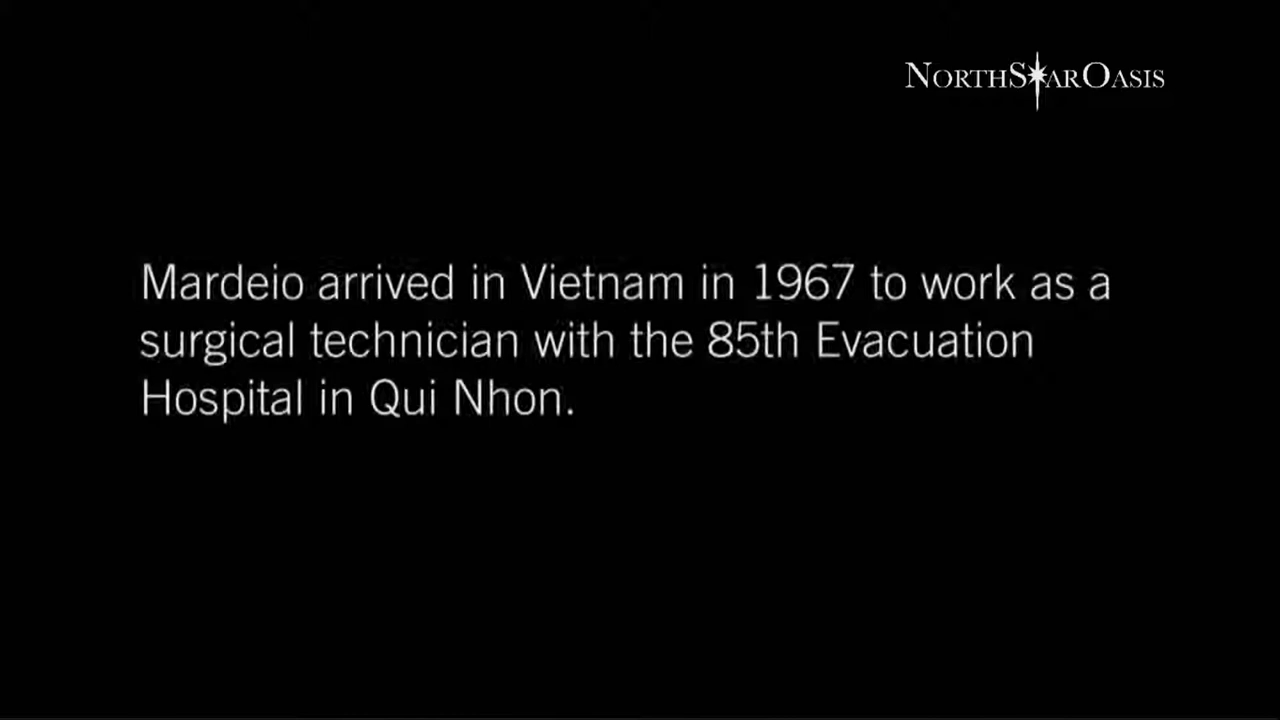 NORTHSTAROASIS
Mardeio arrived in Vietnam in 1967 to work as a
surgical technician with the 85th Evacuation
Hospital in Qui Nhon.